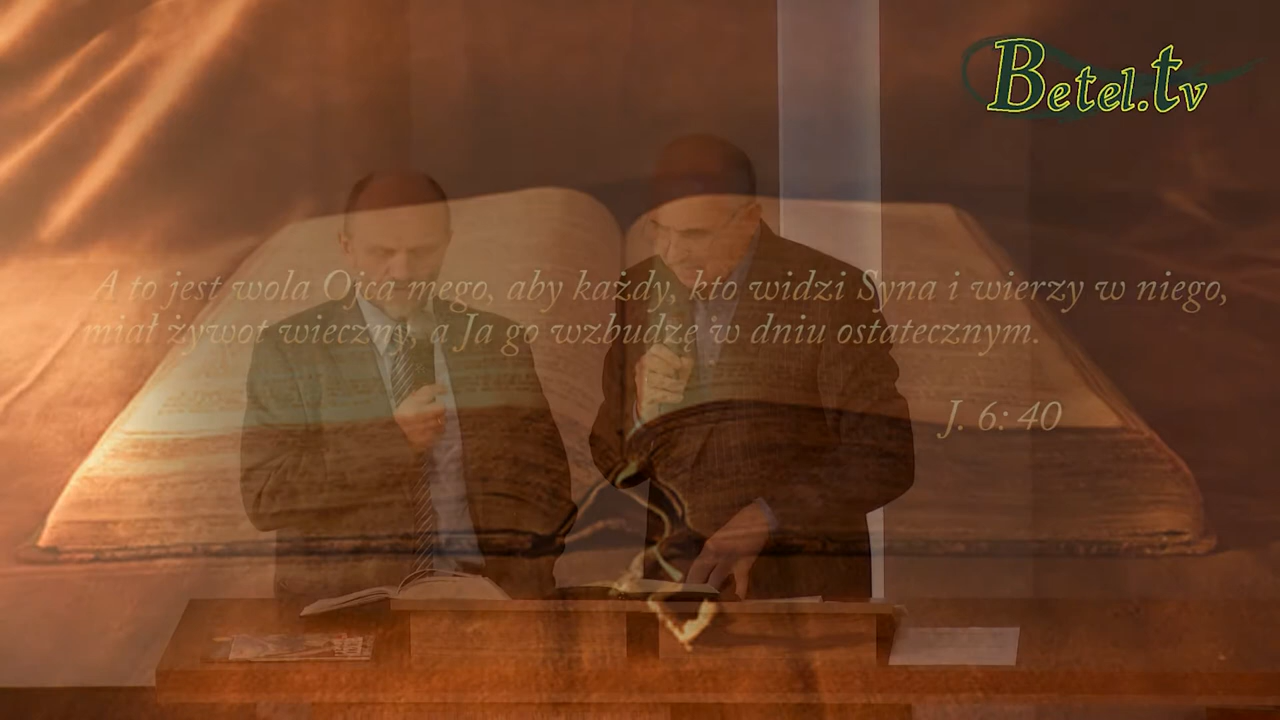 Betel.tv
A to jest wola Ojca mego, aby każdy, kto widzi Syna i wierzy w niego,
miał żywot wieczny, a Ja go wzbudzę w dniu ostatecznym.
J. 6: 40